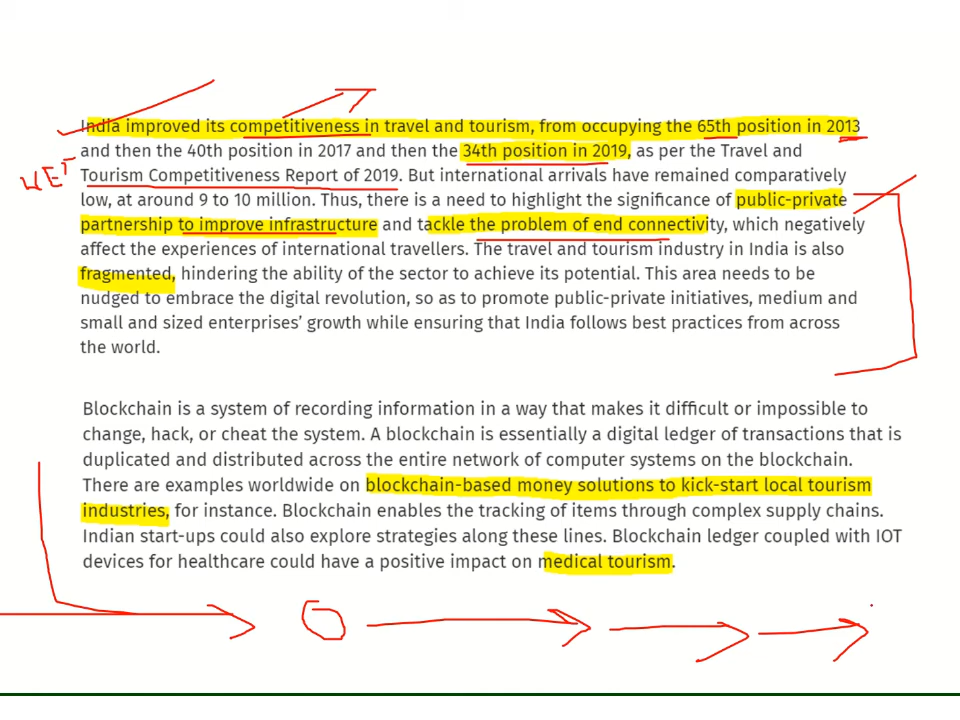 India improved its competitiveness in travel and tourism, from occupying the 65th position in 2013
and then the 40th position in 2017 and then the 34th position in 2019, as per the Travel and
WEF
Tourism Competitiveness Report of 2019. But international arrivals have remained comparatively
low, at around 9 to 10 million. Thus, there is a need to highlight the significance of public-private
partnership to improve infrastructure and tackle the problem of end connectivity, which negatively
affect the experiences of international travellers. The travel and tourism industry in India is also
fragmented, hindering the ability of the sector to achieve its potential. This area needs to be
nudged to embrace the digital revolution, so as to promote public-private initiatives, medium and
small and sized enterprises’ growth while ensuring that India follows best practices from across
the world.
Blockchain is a system of recording information in a way that makes it difficult or impossible to
change, hack, or cheat the system. A blockchain is essentially a digital ledger of transactions that is
duplicated and distributed across the entire network of computer systems on the blockchain.
There are examples worldwide on blockchain-based money solutions to kick-start local tourism
industries, for instance. Blockchain enables the tracking of items through complex supply chains.
Indian start-ups could also explore strategies along these lines. Blockchain ledger coupled with IOT
devices for healthcare could have a positive impact on medical tourism.